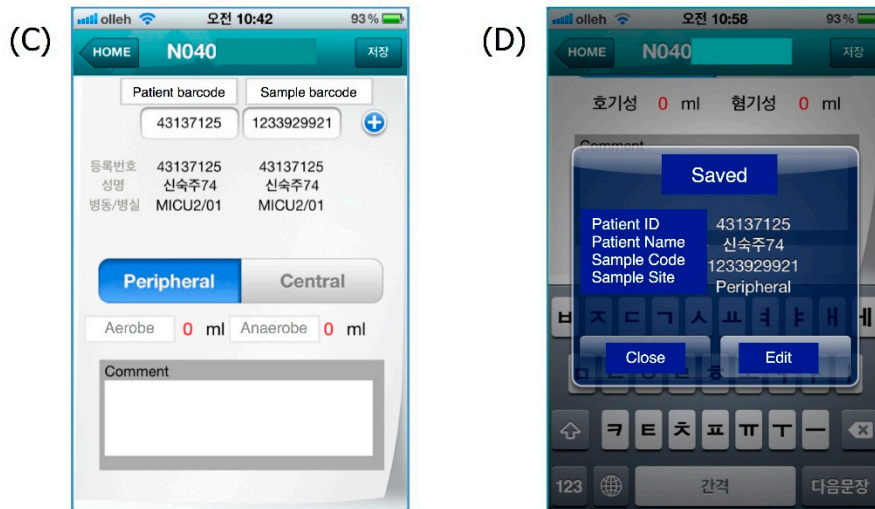 (C)
olleh 오전 10:42 93%
HOME N040 저장
Patient barcode Sample barcode
43137125 1233929921
등록번호 43137125 43137125
성명 신숙주74 신숙주74
병동/병실 MICU2/01 MICU2/01
Peripheral Central
Aerobe 0 ml Anaerobe 0 ml
Comment
(D)
olleh 오전 10:58 93%
HOME N040 저장
호기성 0 ml 혐기성 0 ml
Comment
Saved
Patient ID 43137125
Patient Name 신숙주74
Sample Code 1233929921
Sample Site Peripheral
ㅂ ㅈ ㄷ ㄱ ㅅ ㅛ ㅕ ㅑ ㅐ ㅔ
Close Edit
ㅋ ㅌ ㅊ ㅍ ㅠ ㅜ ㅡ
123 간격 다음문장